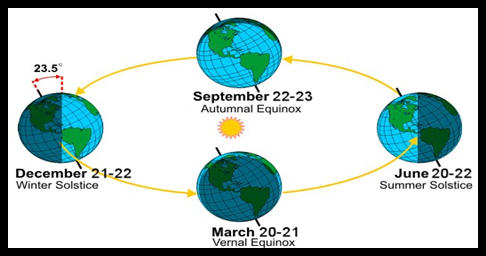 23.5°
September 22-23
Autumnal Equinox
December 21-22
Winter Solstice
June 20-22
Summer Solstice
March 20-21
Vernal Equinox